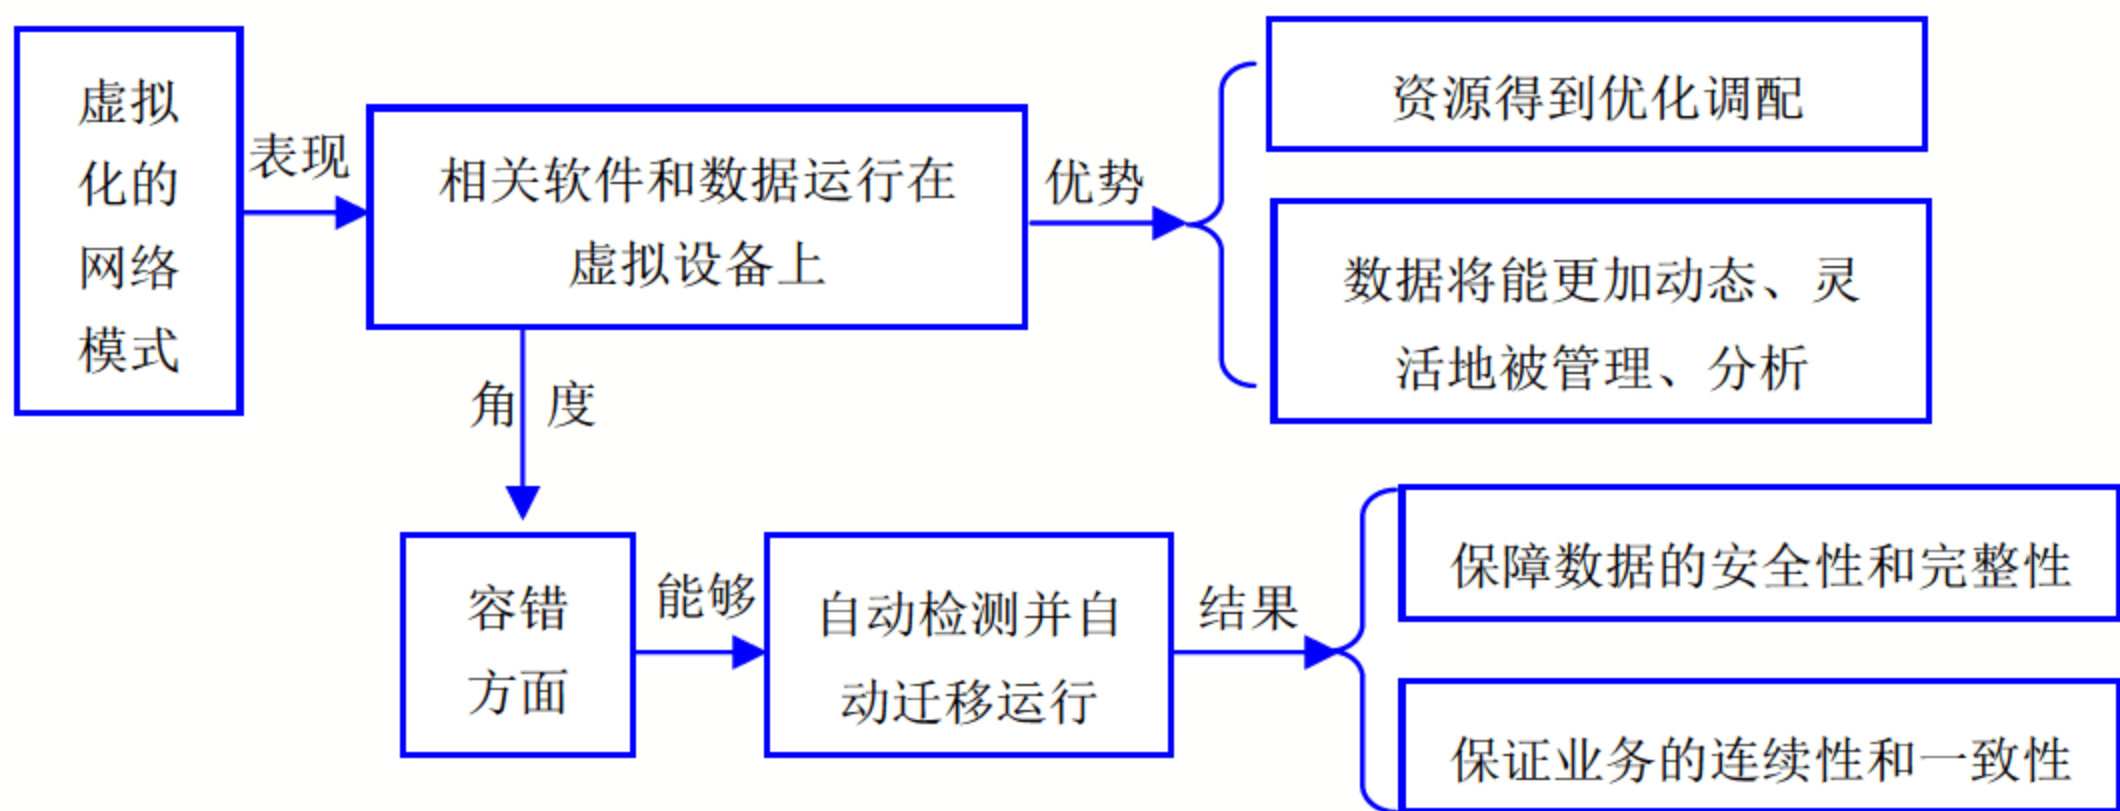 虚拟
化的
网络
模式
表现
相关软件和数据运行在
虚拟设备上
优势
资源得到优化调配
数据将能更加动态、灵
活地被管理、分析
角 度
容错
方面
能够
自动检测并自
动迁移运行
结果
保障数据的安全性和完整性
保证业务的连续性和一致性